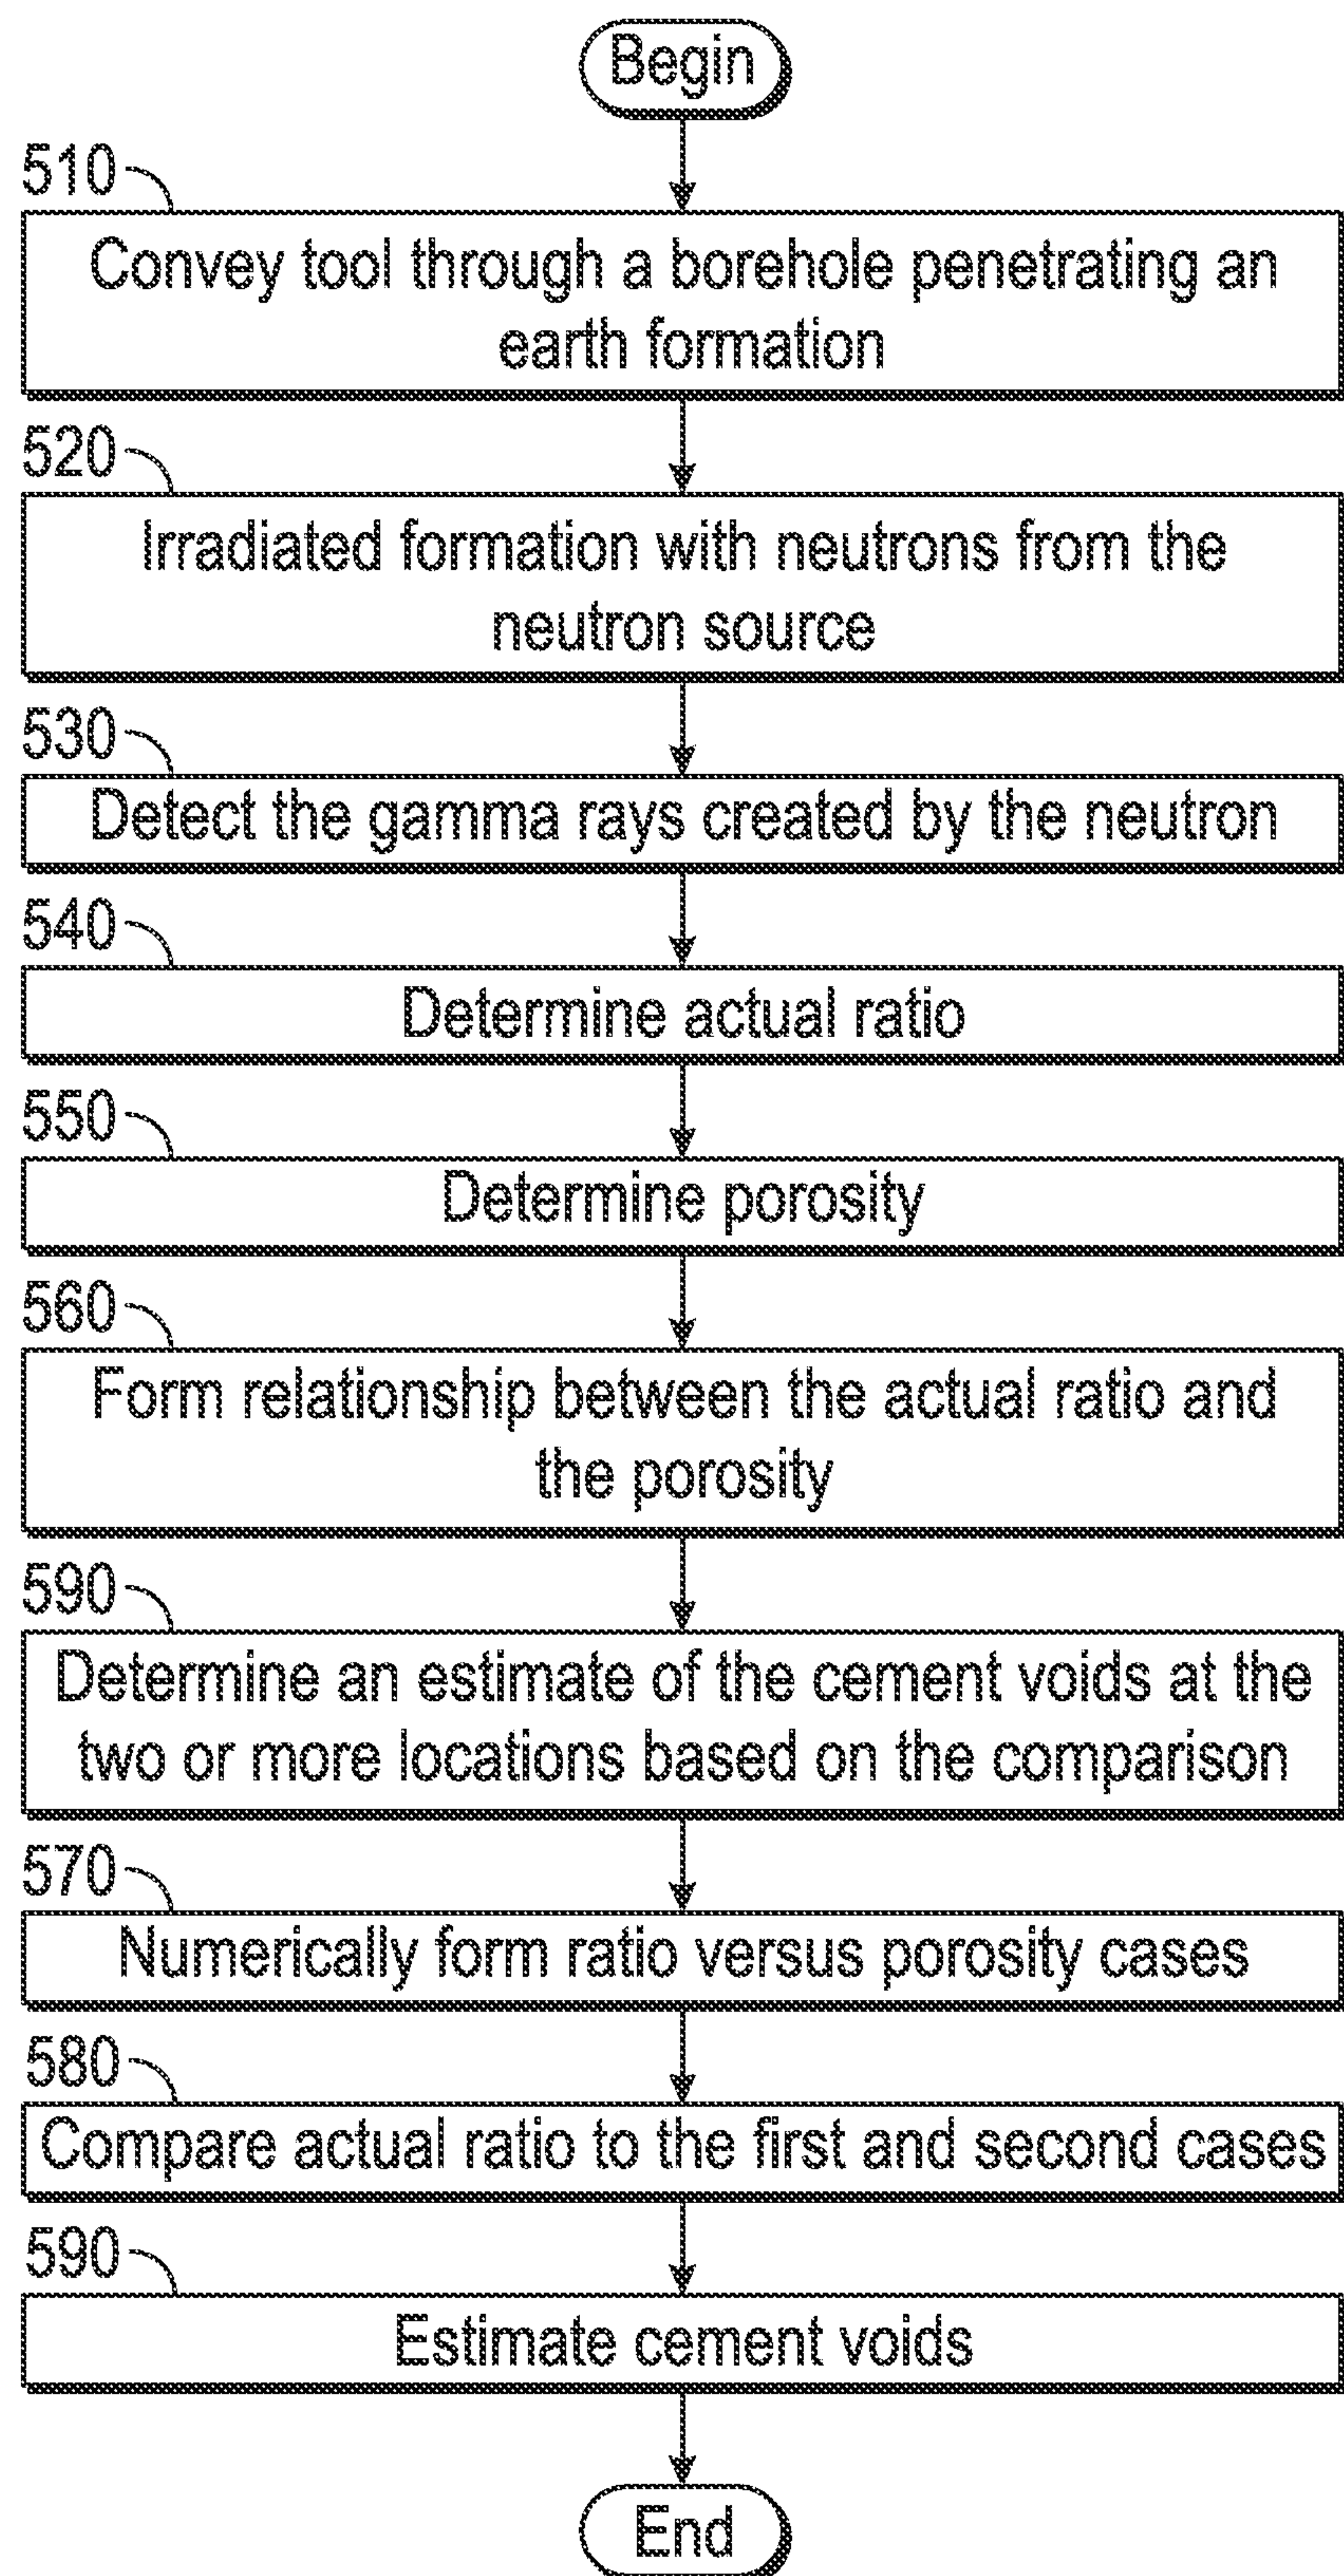 Begin
510
Convey tool through a borehole penetrating an
earth formation
520
Irradiated formation with neutrons from the
neutron source
530
Detect the gamma rays created by the neutron
540
Determine actual ratio
550
Determine porosity
560
Form relationship between the actual ratio and
the porosity
590
Determine an estimate of the cement voids at the
two or more locations based on the comparison
570
Numerically form ratio versus porosity cases
580
Compare actual ratio to the first and second cases
590
Estimate cement voids
End